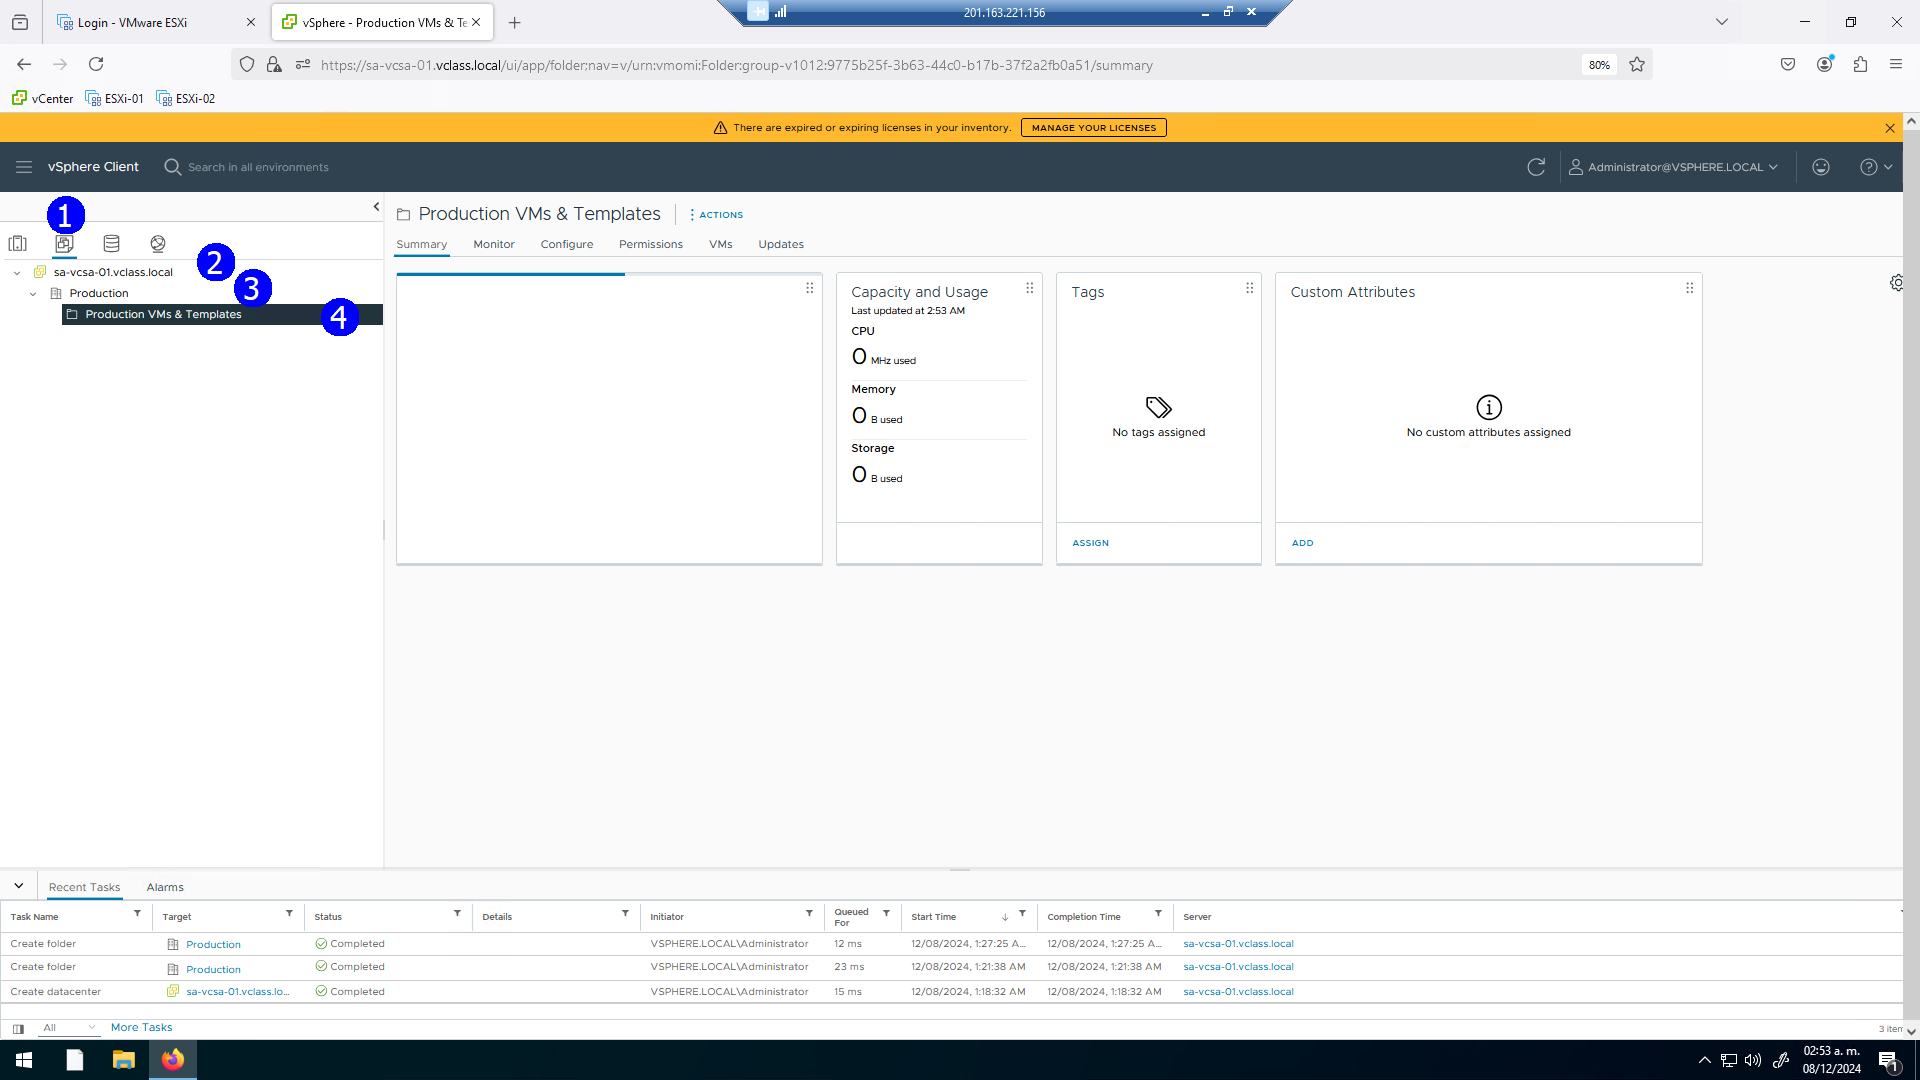 Login - VMware ESXi
vSphere - Production VMs & Te
201.163.221.156
https://sa-vcsa-01.vclass.local/ui/app/folder;nav=v/urn:vmomi:Folder:group-v1012:9775b25f-3b63-44c0-b17b-37f2a2fb0a51/summary
80%
vCenter
ESXi-01
ESXi-02
There are expired or expiring licenses in your inventory.
MANAGE YOUR LICENSES
vSphere Client
Search in all environments
Administrator@VSPHERE.LOCAL
1
2
3
4
sa-vcsa-01.vclass.local
Production
Production VMs & Templates
Production VMs & Templates
ACTIONS
Summary
Monitor
Configure
Permissions
VMs
Updates
Capacity and Usage
Last updated at 2:53 AM
CPU
0 MHz used
Memory
0 B used
Storage
0 B used
Tags
No tags assigned
ASSIGN
Custom Attributes
No custom attributes assigned
ADD
Recent Tasks
Alarms
Task Name
Target
Status
Details
Initiator
Queued For
Start Time
Completion Time
Server
Create folder
Production
Completed
VSPHERE.LOCAL\Administrator
12 ms
12/08/2024, 1:27:25 A...
12/08/2024, 1:27:25 A...
sa-vcsa-01.vclass.local
Create folder
Production
Completed
VSPHERE.LOCAL\Administrator
23 ms
12/08/2024, 1:21:38 AM
12/08/2024, 1:21:38 AM
sa-vcsa-01.vclass.local
Create datacenter
sa-vcsa-01.vclass.lo...
Completed
VSPHERE.LOCAL\Administrator
15 ms
12/08/2024, 1:18:32 AM
12/08/2024, 1:18:32 AM
sa-vcsa-01.vclass.local
All
More Tasks
3 item
02:53 a. m.
08/12/2024
1